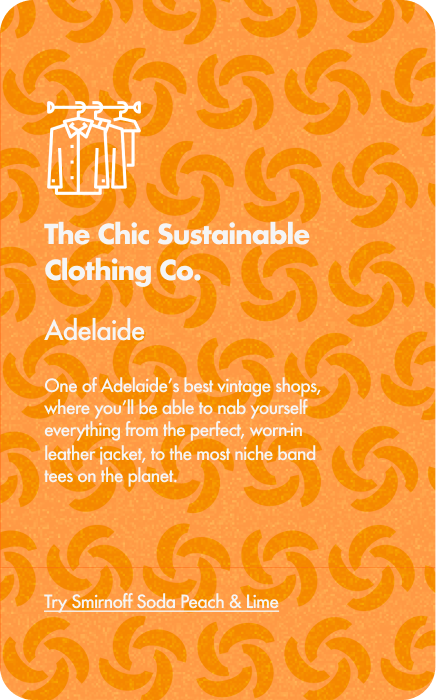 The Chic Sustainable
Clothing Co.
Adelaide
One of Adelaide’s best vintage shops,
where you’ll be able to nab yourself
everything from the perfect, worn-in
leather jacket, to the most niche band
tees on the planet.
Try Smirnoff Soda Peach & Lime